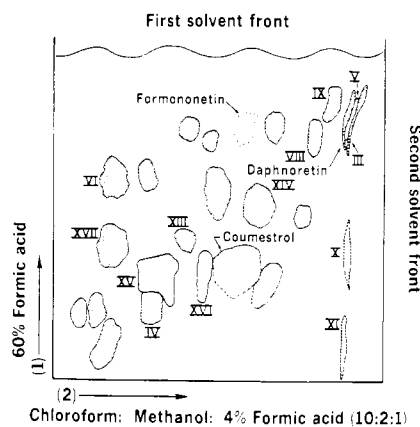 First solvent front
Formononetin
IX
V
VIII
Daphnoretin
III
VI
XIV
XVII
XIII
Coumestrol
XV
X
XVI
IV
XI
60% Formic acid
(1)
Second solvent front
(2)
Chloroform: Methanol: 4% Formic acid (10:2:1)